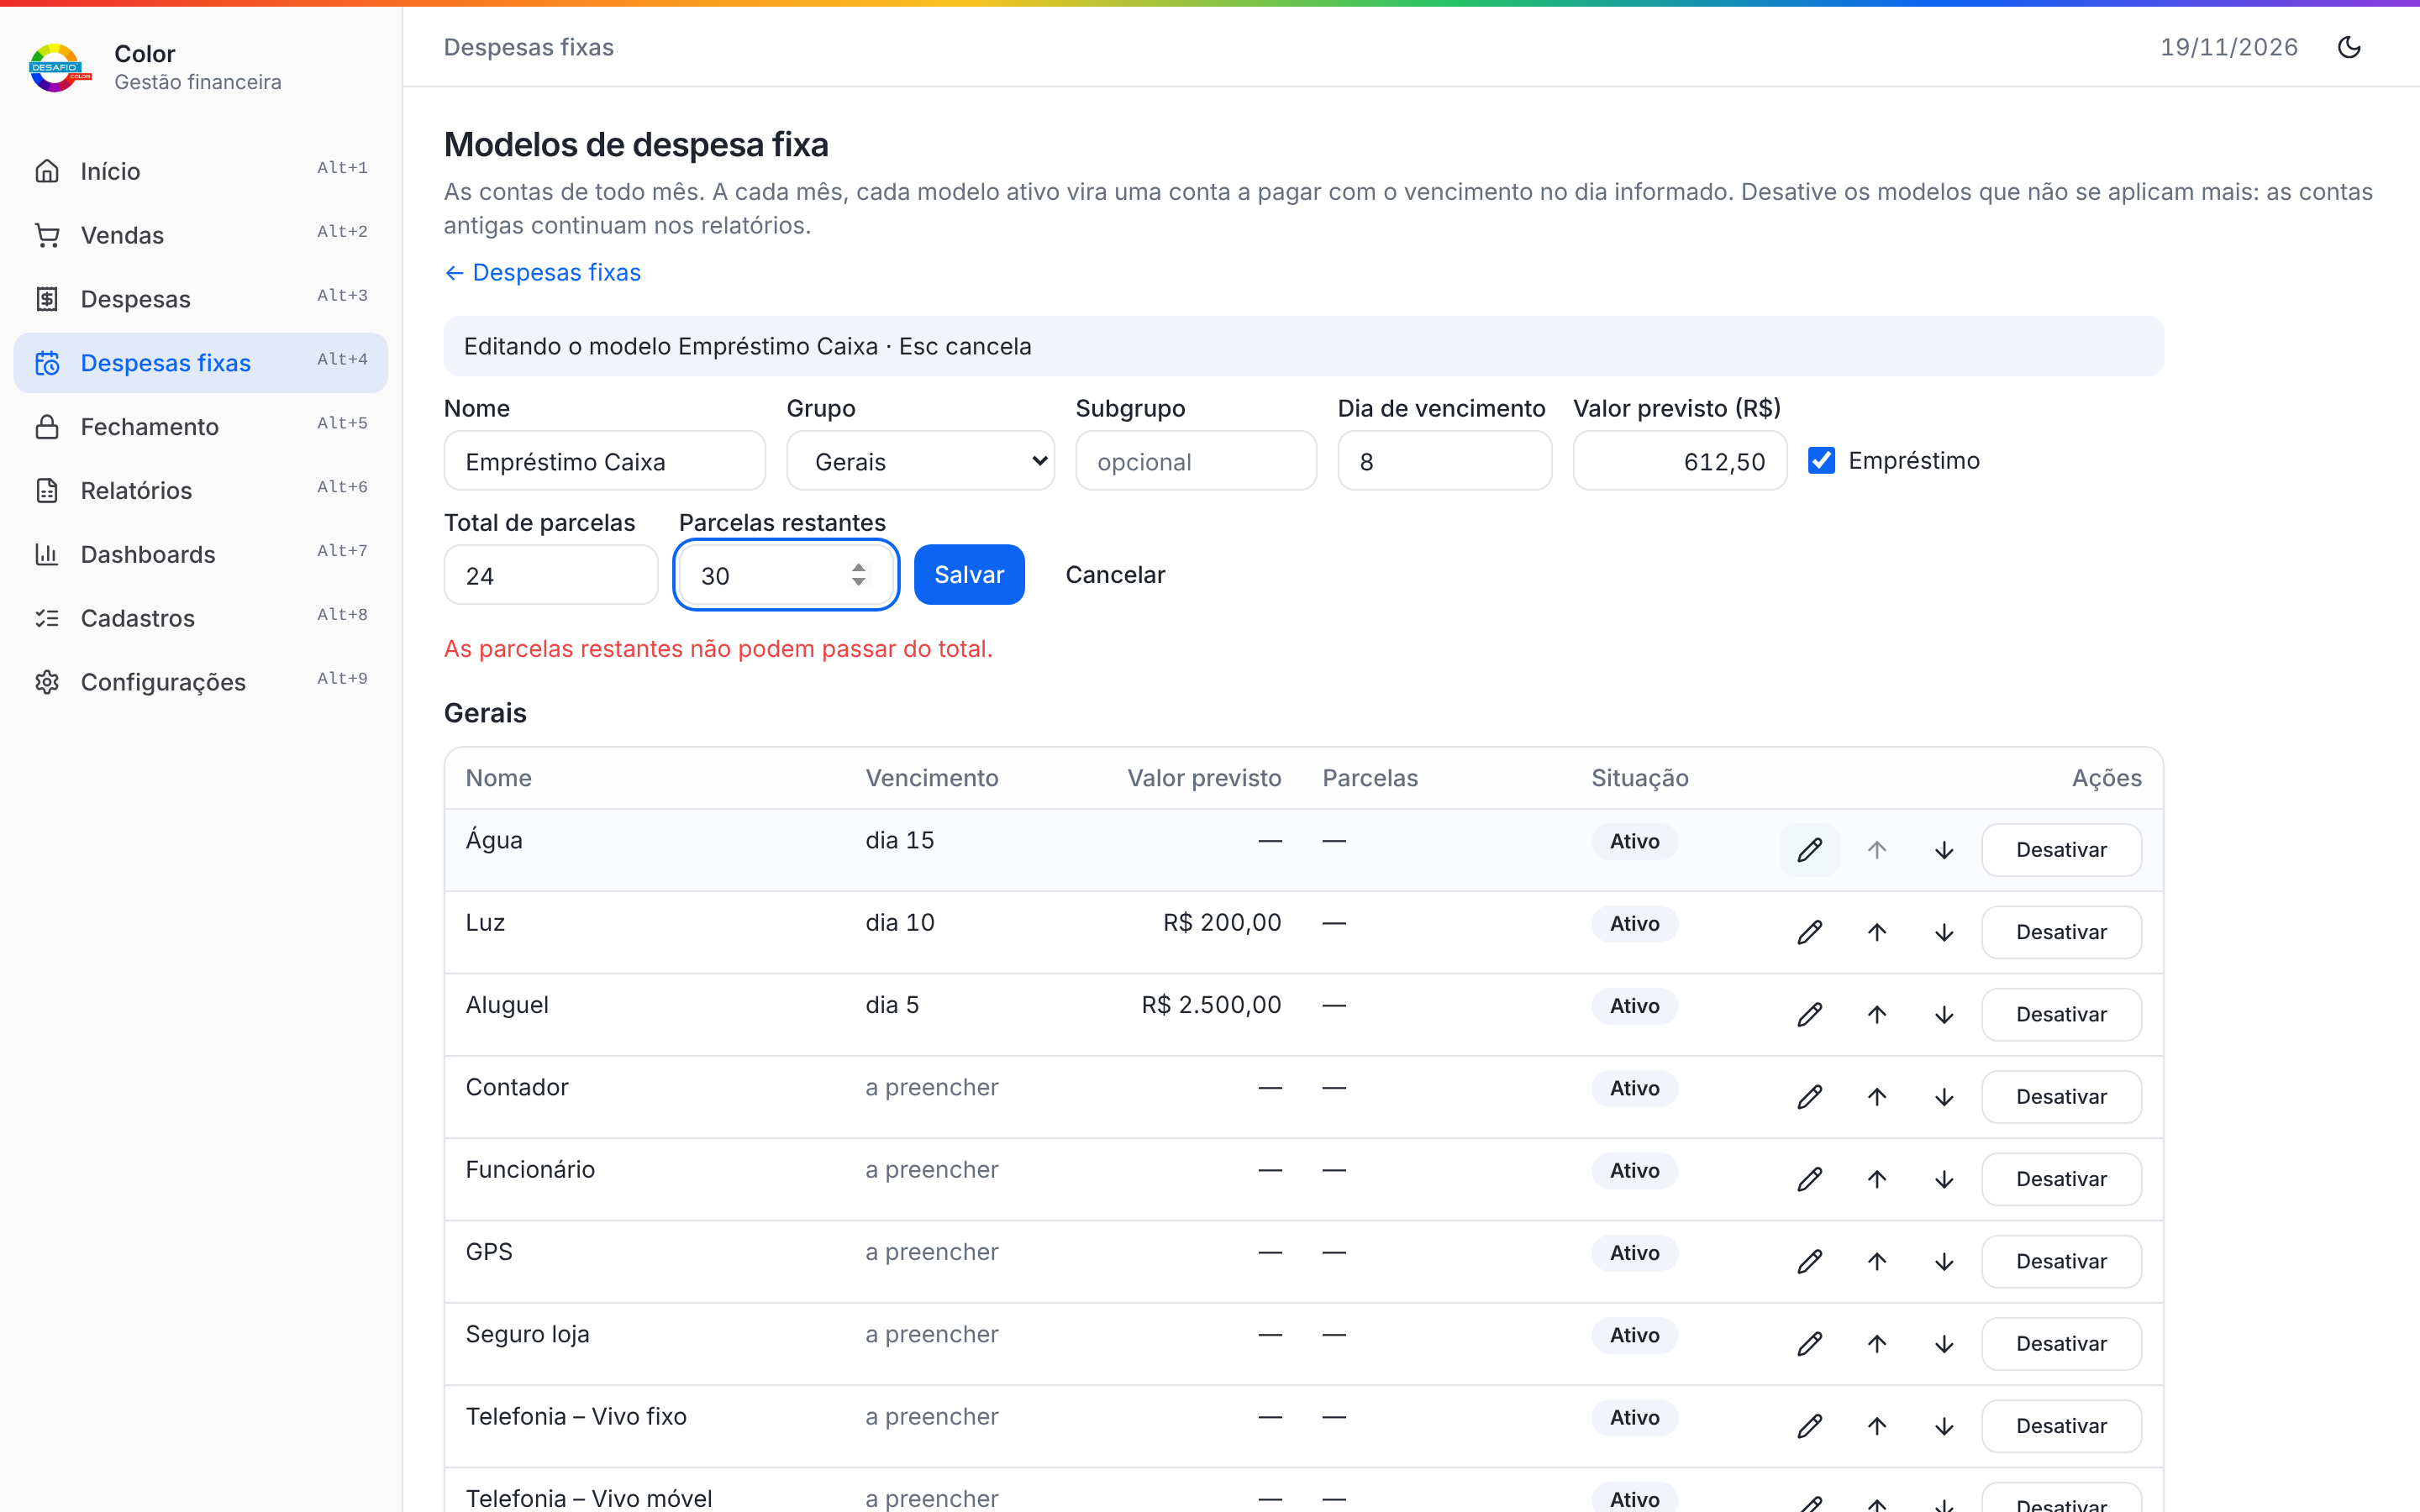 DESAFIO
COLOR
Color
Gestão financeira
Início Alt+1
Vendas Alt+2
Despesas Alt+3
Despesas fixas Alt+4
Fechamento Alt+5
Relatórios Alt+6
Dashboards Alt+7
Cadastros Alt+8
Configurações Alt+9
Despesas fixas 19/11/2026
Modelos de despesa fixa
As contas de todo mês. A cada mês, cada modelo ativo vira uma conta a pagar com o vencimento no dia informado. Desative os modelos que não se aplicam mais: as contas
antigas continuam nos relatórios.
← Despesas fixas
Editando o modelo Empréstimo Caixa · Esc cancela
Nome Grupo Subgrupo Dia de vencimento Valor previsto (R$)
Empréstimo Caixa Gerais opcional 8 612,50 Empréstimo
Total de parcelas Parcelas restantes
24 30 Salvar Cancelar
As parcelas restantes não podem passar do total.
Gerais
Nome Vencimento Valor previsto Parcelas Situação Ações
Água dia 15 — — Ativo Desativar
Luz dia 10 R$ 200,00 — Ativo Desativar
Aluguel dia 5 R$ 2.500,00 — Ativo Desativar
Contador a preencher — — Ativo Desativar
Funcionário a preencher — — Ativo Desativar
GPS a preencher — — Ativo Desativar
Seguro loja a preencher — — Ativo Desativar
Telefonia – Vivo fixo a preencher — — Ativo Desativar
Telefonia – Vivo móvel a preencher — — Ativo Desativar